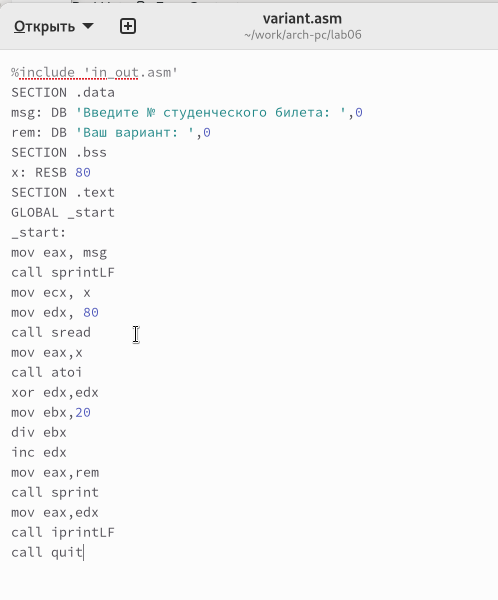 Открыть
variant.asm
~/work/arch-pc/lab06
%include 'in_out.asm'
SECTION .data
msg: DB 'Введите № студенческого билета: ',0
rem: DB 'Ваш вариант: ',0
SECTION .bss
x: RESB 80
SECTION .text
GLOBAL _start
_start:
mov eax, msg
call sprintLF
mov ecx, x
mov edx, 80
call sread
mov eax,x
call atoi
xor edx,edx
mov ebx,20
div ebx
inc edx
mov eax,rem
call sprint
mov eax,edx
call iprintLF
call quit